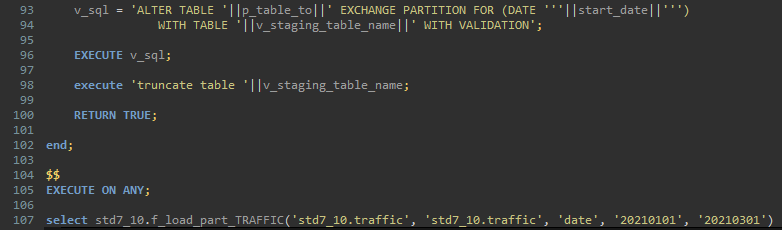 93 v_sql = 'ALTER TABLE '||p_table_to||' EXCHANGE PARTITION FOR (DATE '''||start_date||''')
94 WITH TABLE '||v_staging_table_name||' WITH VALIDATION';
95
96 EXECUTE v_sql;
97
98 execute 'truncate table '||v_staging_table_name;
99
100 RETURN TRUE;
101
102 end;
103
104 $$
105 EXECUTE ON ANY;
106
107 select std7_10.f_load_part_TRAFFIC('std7_10.traffic', 'std7_10.traffic', 'date', '20210101', '20210301')